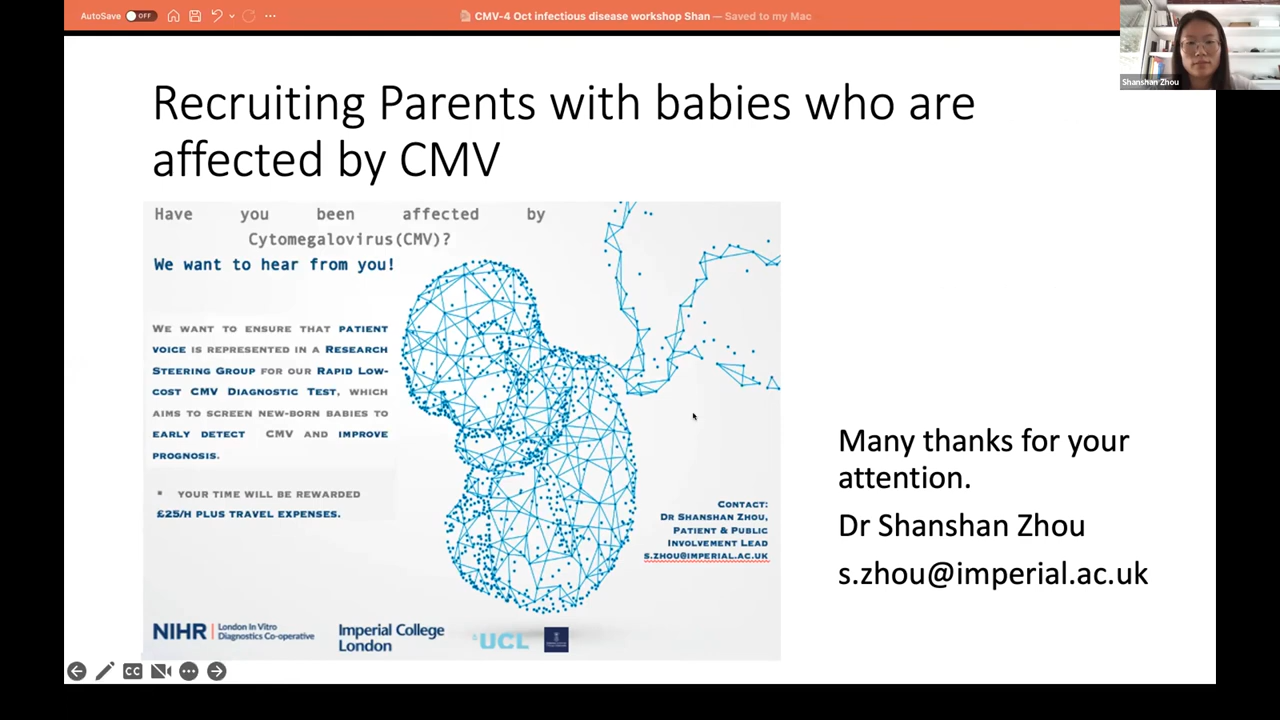 AutoSave OFF
CMV-4 Oct infectious disease workshop Shan — Saved to my Mac
Shanshan Zhou
Recruiting Parents with babies who are
affected by CMV
Have you been affected by
Cytomegalovirus(CMV)?
We want to hear from you!
WE WANT TO ENSURE THAT PATIENT
VOICE IS REPRESENTED IN A RESEARCH
STEERING GROUP FOR OUR RAPID LOW-
COST CMV DIAGNOSTIC TEST, WHICH
AIMS TO SCREEN NEW-BORN BABIES TO
EARLY DETECT CMV AND IMPROVE
PROGNOSIS.
▪ YOUR TIME WILL BE REWARDED
£25/H PLUS TRAVEL EXPENSES.
CONTACT:
DR SHANSHAN ZHOU,
PATIENT & PUBLIC
INVOLVEMENT LEAD
S.ZHOU@IMPERIAL.AC.UK
NIHR | London In Vitro
Diagnostics Co-operative
Imperial College
London
UCL
Many thanks for your
attention.
Dr Shanshan Zhou
s.zhou@imperial.ac.uk
CC